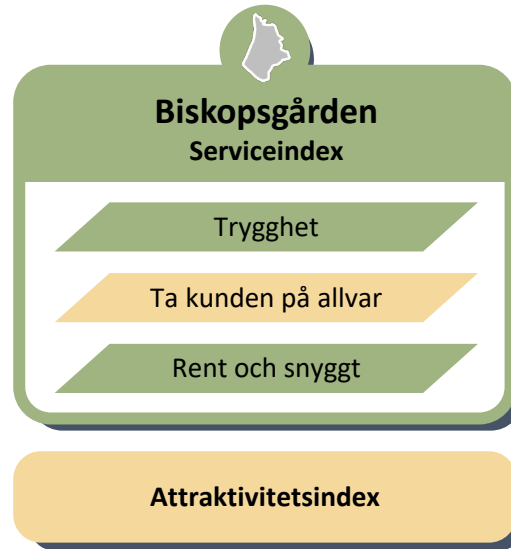 Biskopsgården
Serviceindex
Trygghet
Ta kunden på allvar
Rent och snyggt
Attraktivitetsindex